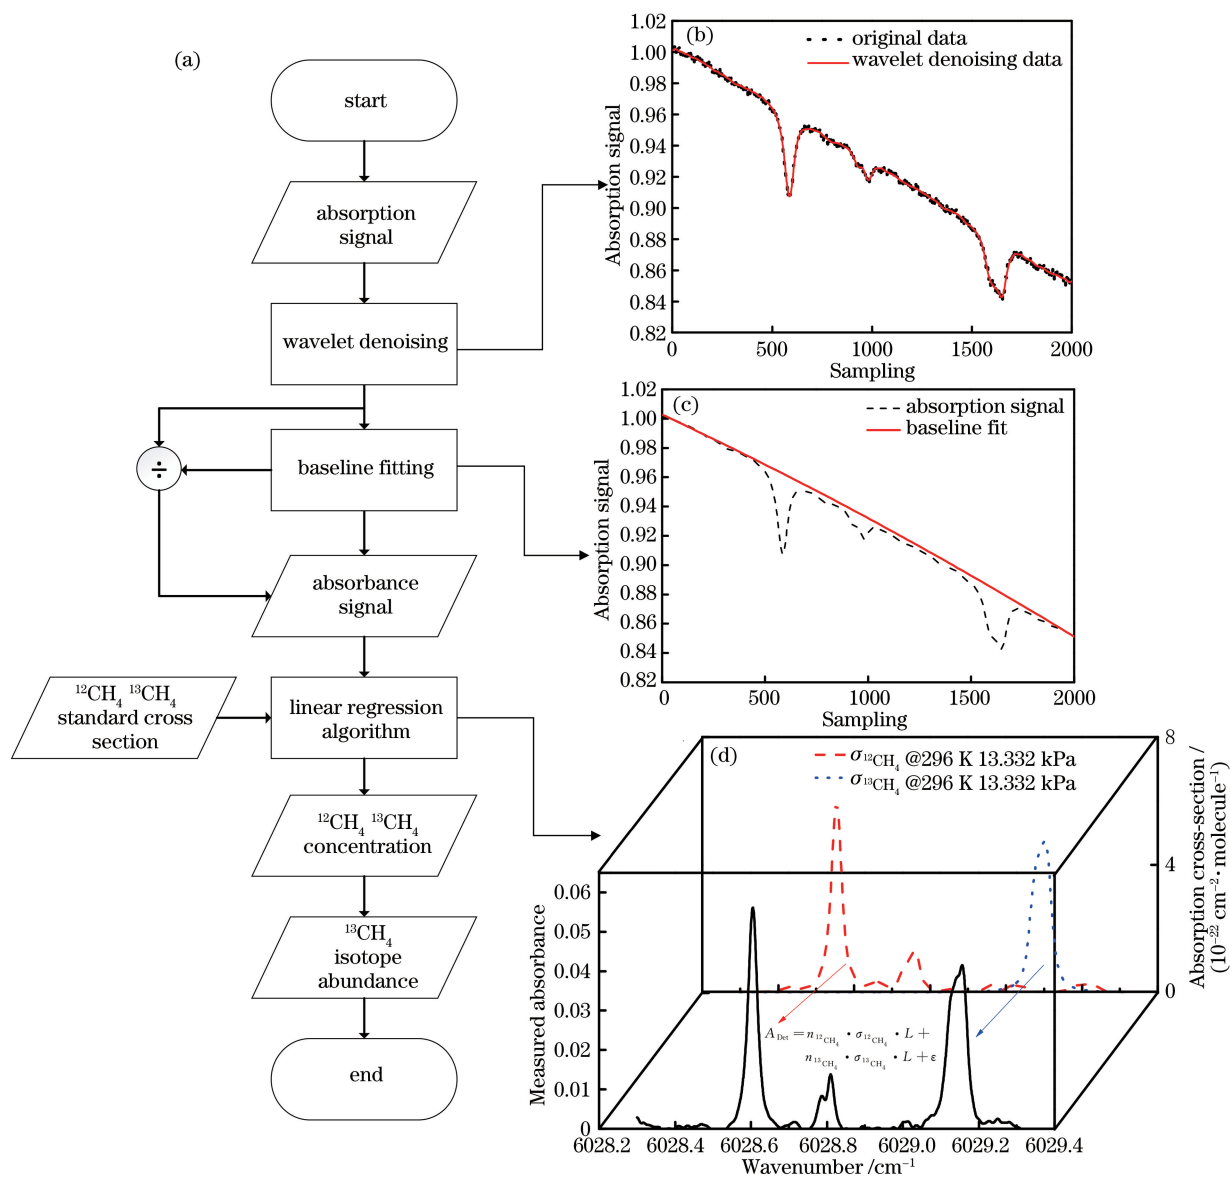 (a)
start
absorption
signal
wavelet denoising
÷
baseline fitting
absorbance
signal
¹²CH₄ ¹³CH₄
standard cross
section
linear regression
algorithm
¹²CH₄ ¹³CH₄
concentration
¹³CH₄
isotope
abundance
end
(b)
original data
wavelet denoising data
Absorption signal
1.02
1.00
0.98
0.96
0.94
0.92
0.90
0.88
0.86
0.84
0.82
0 500 1000 1500 2000
Sampling
(c)
absorption signal
baseline fit
Absorption signal
1.02
1.00
0.98
0.96
0.94
0.92
0.90
0.88
0.86
0.84
0.82
0 500 1000 1500 2000
Sampling
(d)
σ¹²CH₄ @296 K 13.332 kPa
σ¹³CH₄ @296 K 13.332 kPa
8
4
0
Absorption cross-section /
(10⁻²² cm⁻²·molecule⁻¹)
Measured absorbance
0.06
0.05
0.04
0.03
0.02
0.01
0
A_Det = n¹²CH₄ · σ¹²CH₄ · L +
n¹³CH₄ · σ¹³CH₄ · L + ε
6028.2 6028.4 6028.6 6028.8 6029.0 6029.2 6029.4
Wavenumber /cm⁻¹